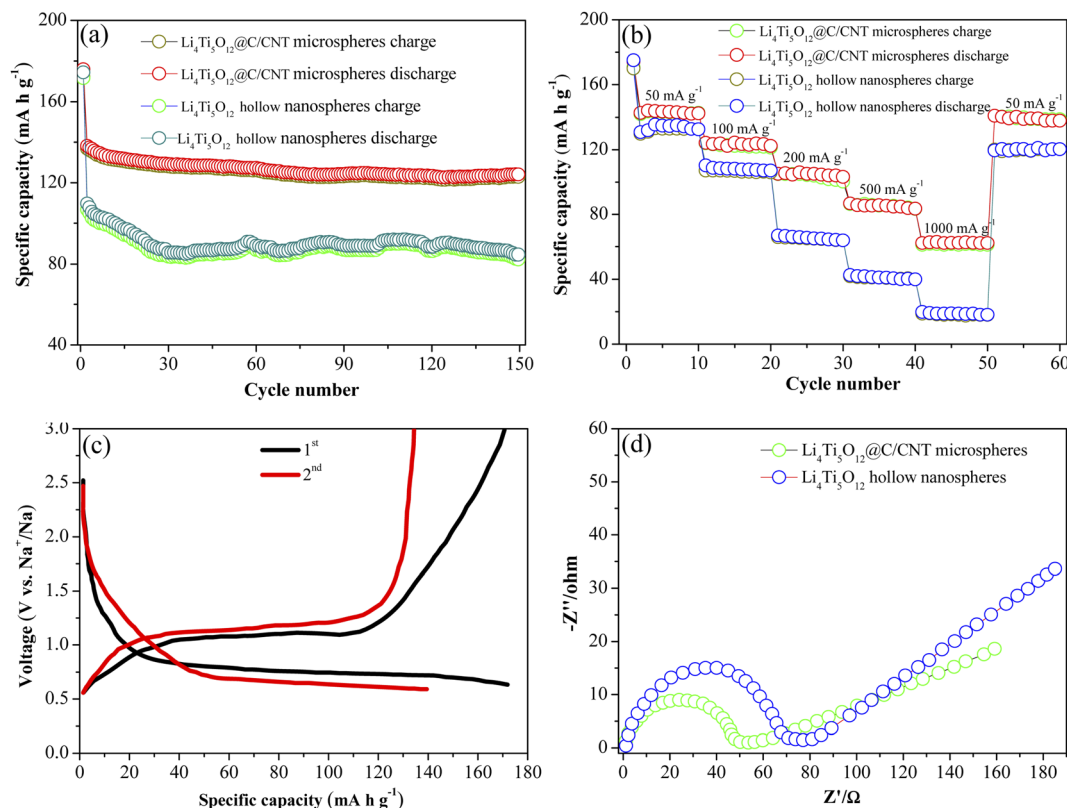 (a)
Li₄Ti₅O₁₂@C/CNT microspheres charge
Li₄Ti₅O₁₂@C/CNT microspheres discharge
Li₄Ti₅O₁₂ hollow nanospheres charge
Li₄Ti₅O₁₂ hollow nanospheres discharge
Specific capacity (mA h g⁻¹)
200
160
120
80
40
0 30 60 90 120 150
Cycle number
(b)
Li₄Ti₅O₁₂@C/CNT microspheres charge
Li₄Ti₅O₁₂@C/CNT microspheres discharge
Li₄Ti₅O₁₂ hollow nanospheres charge
Li₄Ti₅O₁₂ hollow nanospheres discharge
50 mA g⁻¹
100 mA g⁻¹
200 mA g⁻¹
500 mA g⁻¹
1000 mA g⁻¹
50 mA g⁻¹
Specific capacity (mA h g⁻¹)
200
160
120
80
40
0
0 10 20 30 40 50 60
Cycle number
(c)
1ˢᵗ
2ⁿᵈ
Voltage (V vs. Na⁺/Na)
3.0
2.5
2.0
1.5
1.0
0.5
0.0
0 20 40 60 80 100 120 140 160 180
Specific capacity (mA h g⁻¹)
(d)
Li₄Ti₅O₁₂@C/CNT microspheres
Li₄Ti₅O₁₂ hollow nanospheres
-Z''/ohm
60
50
40
30
20
10
0
0 20 40 60 80 100 120 140 160 180
Z'/Ω